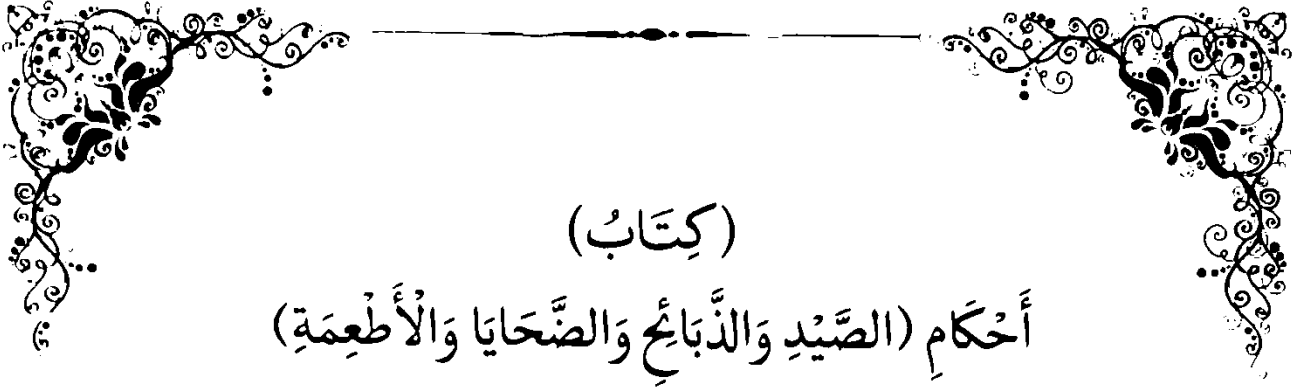 (كِتَابُ)
أَحْكَامِ (الصَّيْدِ وَالذَّبَائِحِ وَالضَّحَايَا وَالْأَطْعِمَةِ)